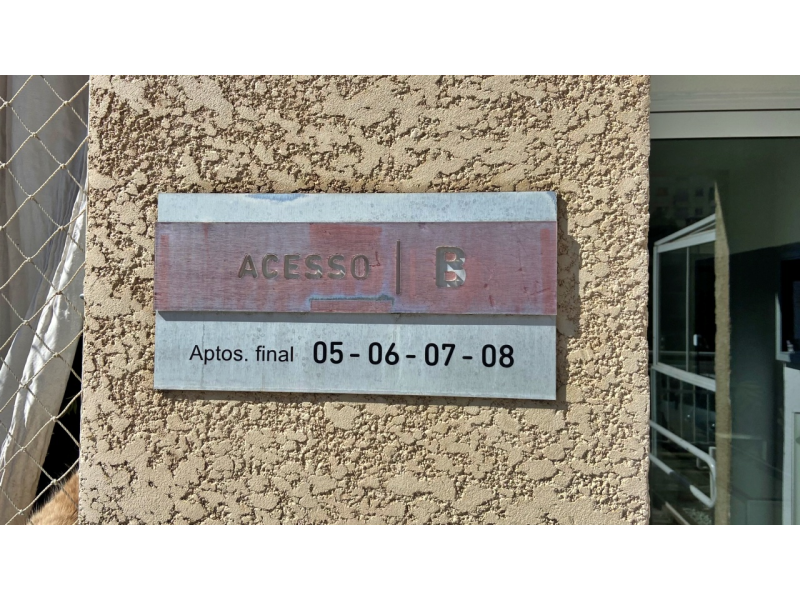 ACESSO | B
Aptos. final 05 - 06 - 07 - 08